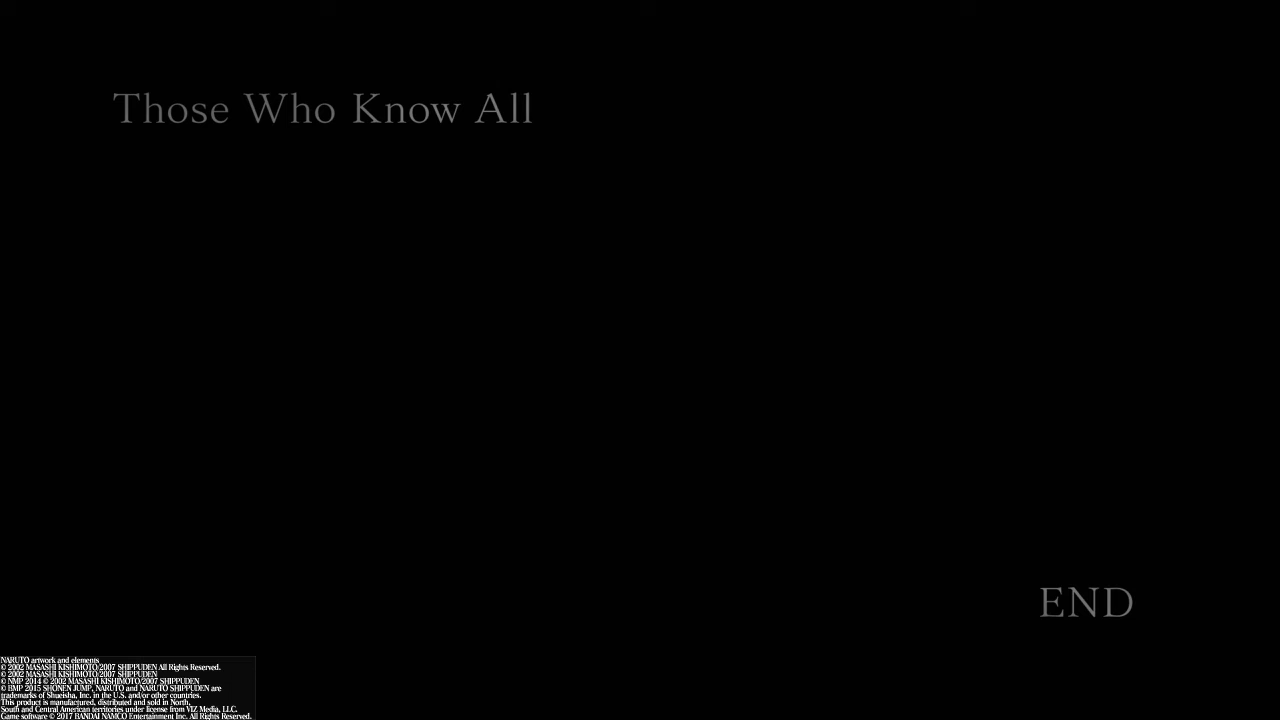 Those Who Know All
END
NARUTO artwork and elements
© 2002 MASASHI KISHIMOTO/2007 SHIPPUDEN All Rights Reserved.
© 2002 MASASHI KISHIMOTO/2007 SHIPPUDEN
© NMP 2014 © 2002 MASASHI KISHIMOTO/2007 SHIPPUDEN
© BMP 2015 SHONEN JUMP, NARUTO and NARUTO SHIPPUDEN are
trademarks of Shueisha, Inc. in the U.S. and/or other countries.
This product is manufactured, distributed and sold in North,
South and Central American territories under license from VIZ Media, LLC.
Game software © 2017 BANDAI NAMCO Entertainment Inc. All Rights Reserved.